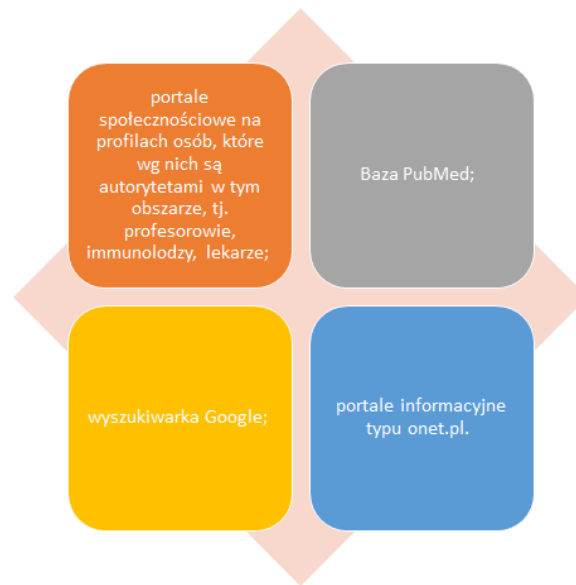 portale
społecznościowe na
profilach osób, które
wg nich są
autorytetami w tym
obszarze, tj.
profesorowie,
immunolodzy, lekarze;
Baza PubMed;
wyszukiwarka Google;
portale informacyjne
typu onet.pl.